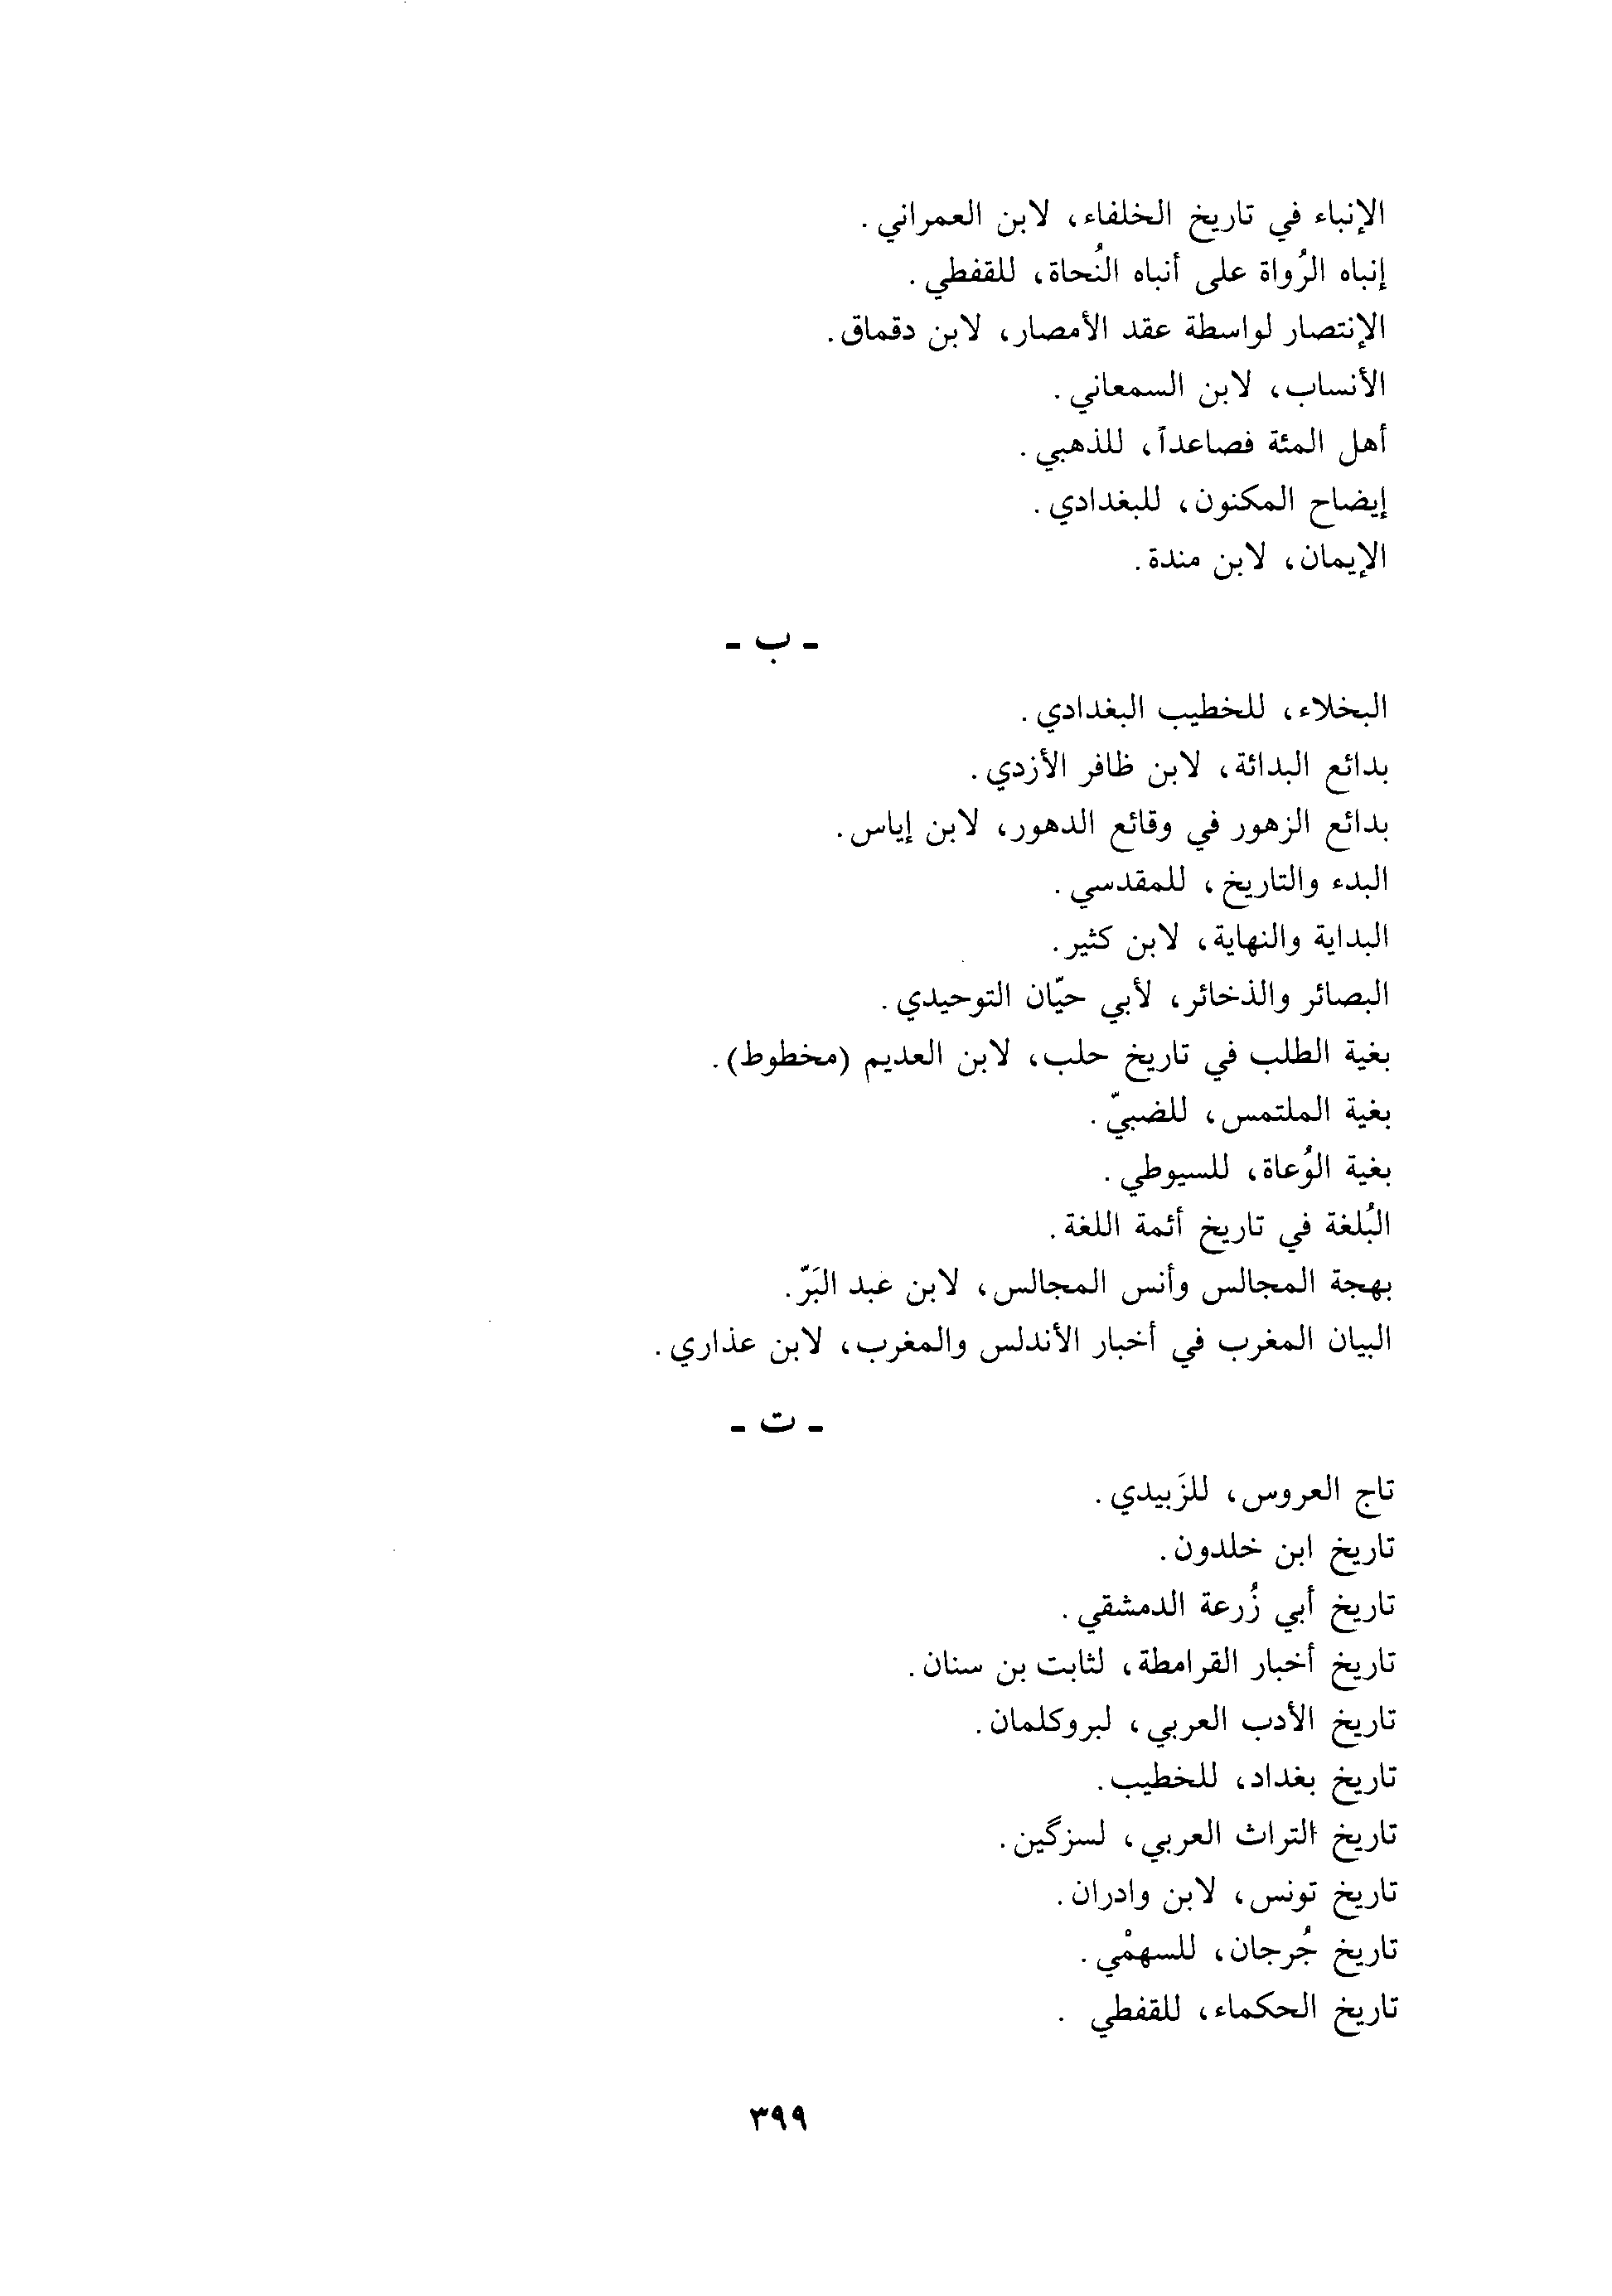 الإنباء في تاريخ الخلفاء، لابن العمراني.
إنباه الرُواة على أنباه النُحاة، للقفطي.
الإنتصار لواسطة عقد الأمصار، لابن دقماق.
الأنساب، لابن السمعاني.
أهل المئة فصاعداً، للذهبي.
إيضاح المكنون، للبغدادي.
الإيمان، لابن مندة.
- ب -
البخلاء، للخطيب البغدادي.
بدائع البدائة، لابن ظافر الأزدي.
بدائع الزهور في وقائع الدهور، لابن إياس.
البدء والتاريخ، للمقدسي.
البداية والنهاية، لابن كثير.
البصائر والذخائر، لأبي حيّان التوحيدي.
بغية الطلب في تاريخ حلب، لابن العديم (مخطوط).
بغية الملتمس، للضبيّ.
بغية الوُعاة، للسيوطي.
البُلغة في تاريخ أئمة اللغة.
بهجة المجالس وأنس المجالس، لابن عبد البَرّ.
البيان المغرب في أخبار الأندلس والمغرب، لابن عذاري.
- ت -
تاج العروس، للزَبيدي.
تاريخ ابن خلدون.
تاريخ أبي زُرعة الدمشقي.
تاريخ أخبار القرامطة، لثابت بن سنان.
تاريخ الأدب العربي، لبروكلمان.
تاريخ بغداد، للخطيب.
تاريخ التراث العربي، لسزگين.
تاريخ تونس، لابن وادران.
تاريخ جُرجان، للسهمْي.
تاريخ الحكماء، للقفطي.
٣٩٩